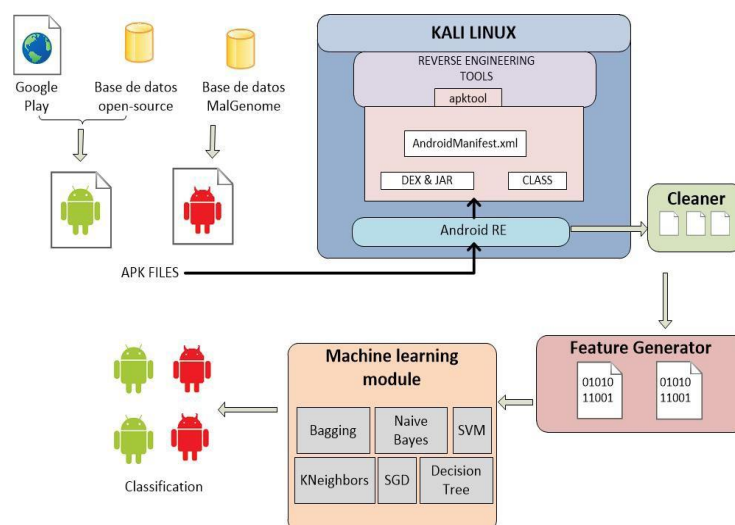 Google
Play
Base de datos
open-source
Base de datos
MalGenome
APK FILES
KALI LINUX
REVERSE ENGINEERING
TOOLS
apktool
AndroidManifest.xml
DEX & JAR
CLASS
Android RE
Cleaner
Feature Generator
01010
11001
01010
11001
Machine learning
module
Bagging
Naive
Bayes
SVM
KNeighbors
SGD
Decision
Tree
Classification